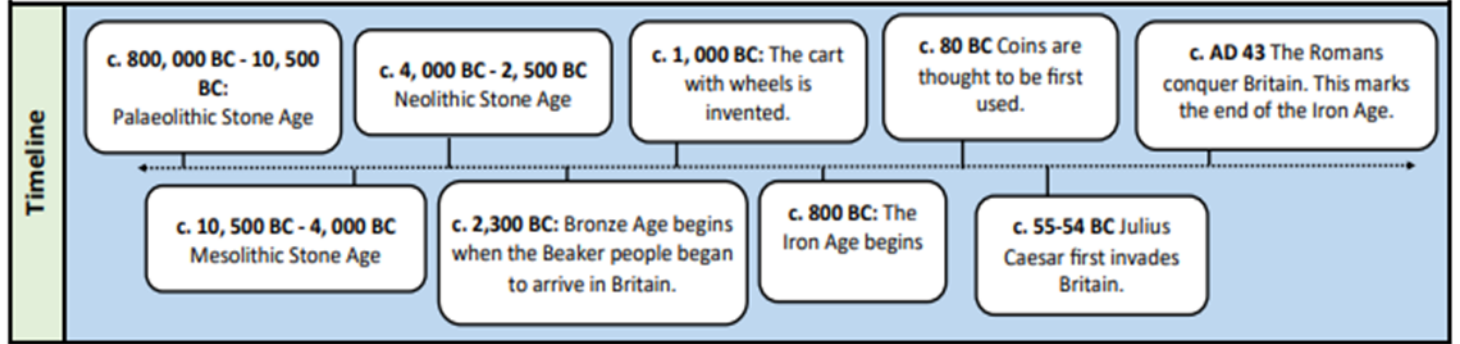 Timeline
c. 800, 000 BC - 10, 500
BC:
Palaeolithic Stone Age
c. 10, 500 BC - 4, 000 BC
Mesolithic Stone Age
c. 4, 000 BC - 2, 500 BC
Neolithic Stone Age
c. 2,300 BC: Bronze Age begins
when the Beaker people began
to arrive in Britain.
c. 1, 000 BC: The cart
with wheels is
invented.
c. 800 BC: The
Iron Age begins
c. 80 BC Coins are
thought to be first
used.
c. 55-54 BC Julius
Caesar first invades
Britain.
c. AD 43 The Romans
conquer Britain. This marks
the end of the Iron Age.